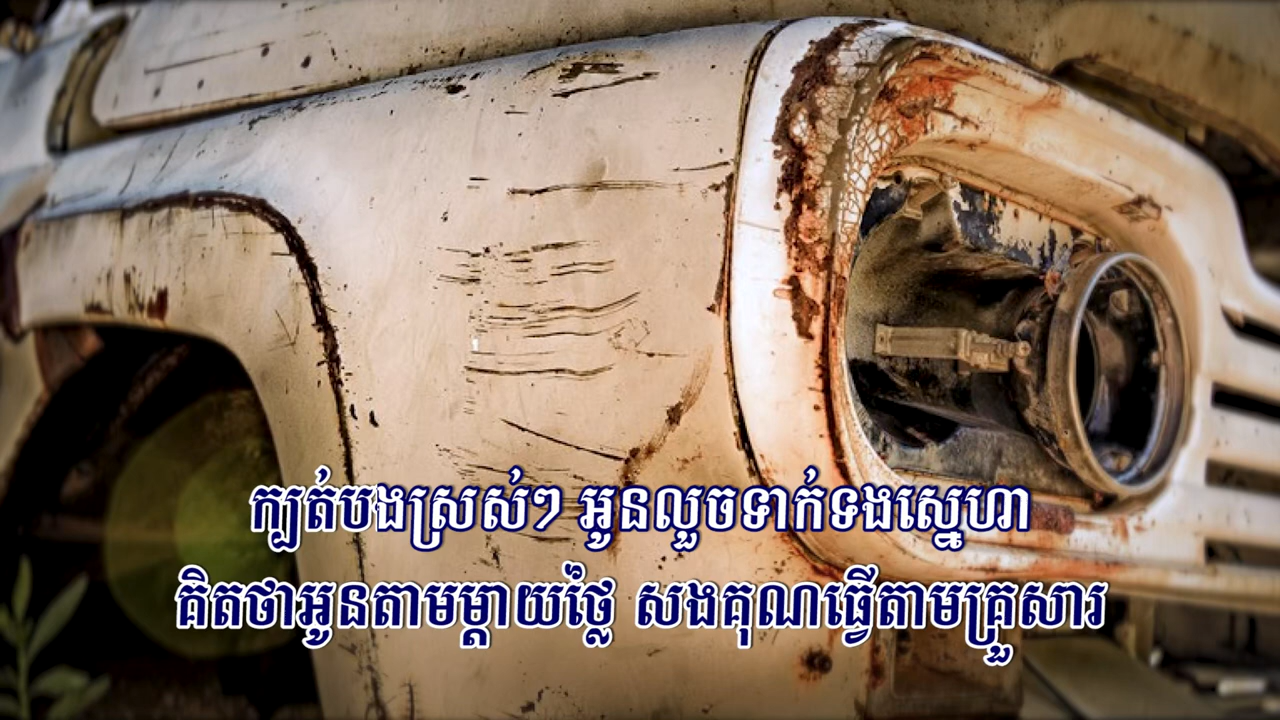 ក្បត់បងស្រស់ៗ អូនលួចទាក់ទងស្នេហា
គិតថាអូនតាមម្ដាយថ្លៃ សងគុណធ្វើតាមគ្រួសារ